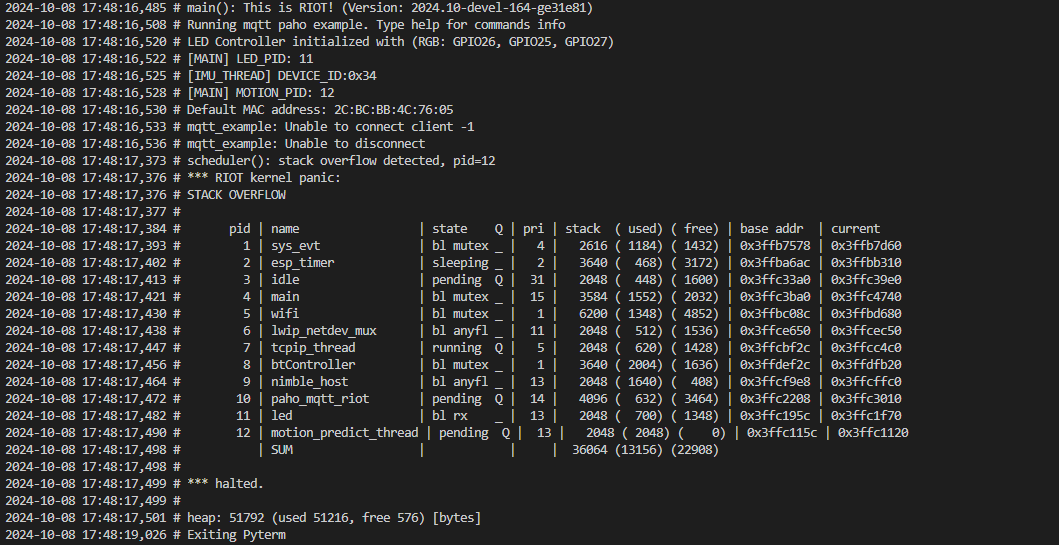 2024-10-08 17:48:16,485 # main(): This is RIOT! (Version: 2024.10-devel-164-ge31e81)
2024-10-08 17:48:16,508 # Running mqtt paho example. Type help for commands info
2024-10-08 17:48:16,520 # LED Controller initialized with (RGB: GPIO26, GPIO25, GPIO27)
2024-10-08 17:48:16,522 # [MAIN] LED_PID: 11
2024-10-08 17:48:16,525 # [IMU_THREAD] DEVICE_ID:0x34
2024-10-08 17:48:16,528 # [MAIN] MOTION_PID: 12
2024-10-08 17:48:16,530 # Default MAC address: 2C:BC:BB:4C:76:05
2024-10-08 17:48:16,533 # mqtt_example: Unable to connect client -1
2024-10-08 17:48:16,536 # mqtt_example: Unable to disconnect
2024-10-08 17:48:17,373 # scheduler(): stack overflow detected, pid=12
2024-10-08 17:48:17,376 # *** RIOT kernel panic:
2024-10-08 17:48:17,376 # STACK OVERFLOW
2024-10-08 17:48:17,377 #
2024-10-08 17:48:17,384 # pid | name | state Q | pri | stack ( used) ( free) | base addr | current
2024-10-08 17:48:17,393 # 1 | sys_evt | bl mutex _ | 4 | 2616 ( 1184) ( 1432) | 0x3ffb7578 | 0x3ffb7d60
2024-10-08 17:48:17,402 # 2 | esp_timer | sleeping _ | 2 | 3640 ( 468) ( 3172) | 0x3ffba6ac | 0x3ffbb310
2024-10-08 17:48:17,413 # 3 | idle | pending Q | 31 | 2048 ( 448) ( 1600) | 0x3ffc33a0 | 0x3ffc39e0
2024-10-08 17:48:17,421 # 4 | main | bl mutex _ | 15 | 3584 ( 1552) ( 2032) | 0x3ffc3ba0 | 0x3ffc4740
2024-10-08 17:48:17,430 # 5 | wifi | bl mutex _ | 1 | 6200 ( 1348) ( 4852) | 0x3ffbc08c | 0x3ffbd680
2024-10-08 17:48:17,438 # 6 | lwip_netdev_mux | bl anyfl _ | 11 | 2048 ( 512) ( 1536) | 0x3ffce650 | 0x3ffcec50
2024-10-08 17:48:17,447 # 7 | tcpip_thread | running Q | 5 | 2048 ( 620) ( 1428) | 0x3ffcbf2c | 0x3ffcc4c0
2024-10-08 17:48:17,456 # 8 | btController | bl mutex _ | 1 | 3640 ( 2004) ( 1636) | 0x3ffdef2c | 0x3ffdfb20
2024-10-08 17:48:17,464 # 9 | nimble_host | bl anyfl _ | 13 | 2048 ( 1640) ( 408) | 0x3ffcf9e8 | 0x3ffcffc0
2024-10-08 17:48:17,472 # 10 | paho_mqtt_riot | pending Q | 14 | 4096 ( 632) ( 3464) | 0x3ffc2208 | 0x3ffc3010
2024-10-08 17:48:17,482 # 11 | led | bl rx _ | 13 | 2048 ( 700) ( 1348) | 0x3ffc195c | 0x3ffc1f70
2024-10-08 17:48:17,490 # 12 | motion_predict_thread | pending Q | 13 | 2048 ( 2048) ( 0) | 0x3ffc115c | 0x3ffc1120
2024-10-08 17:48:17,498 # | SUM | | | 36064 (13156) (22908)
2024-10-08 17:48:17,498 #
2024-10-08 17:48:17,499 # *** halted.
2024-10-08 17:48:17,499 #
2024-10-08 17:48:17,501 # heap: 51792 (used 51216, free 576) [bytes]
2024-10-08 17:48:19,026 # Exiting Pyterm